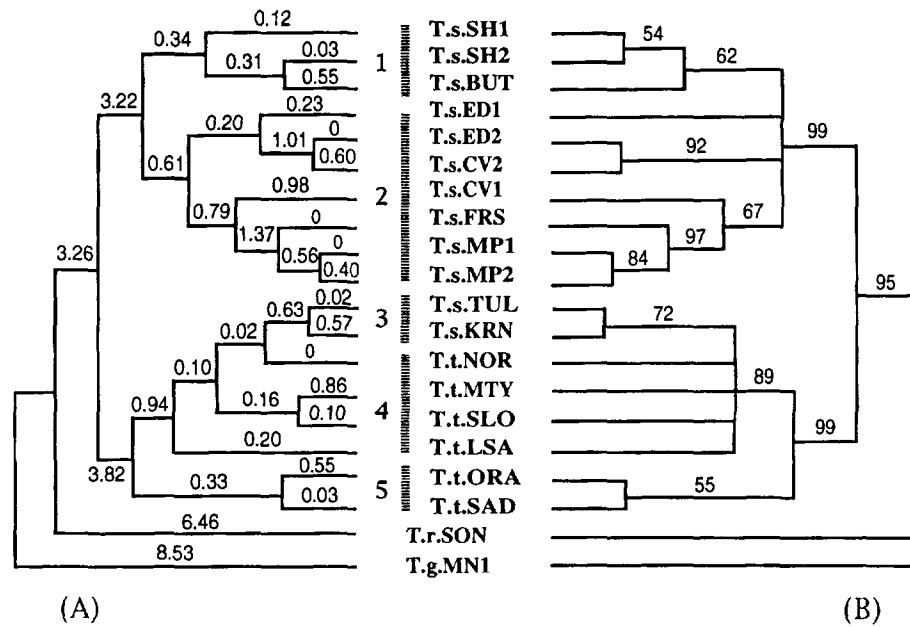 0.12 T.s.SH1
0.34 54
0.03 T.s.SH2
0.31 1 62
0.55 T.s.BUT
3.22 0.23 T.s.ED1
0.20 0 T.s.ED2 99
1.01
0.60 T.s.CV2 92
0.61
0.98 2 T.s.CV1
0.79 0 T.s.FRS 67
1.37 0 T.s.MP1 97
3.26 0.56
0.40 T.s.MP2 84
95
0.02 T.s.TUL
0.63 3 72
0.57 T.s.KRN
0.02
0 T.t.NOR
0.10
0.86 T.t.MTY 89
0.16 4
0.94 0.10 T.t.SLO
0.20 T.t.LSA 99
3.82
0.55 T.t.ORA
0.33 5 55
0.03 T.t.SAD
6.46 T.r.SON
8.53 T.g.MN1
(A) (B)